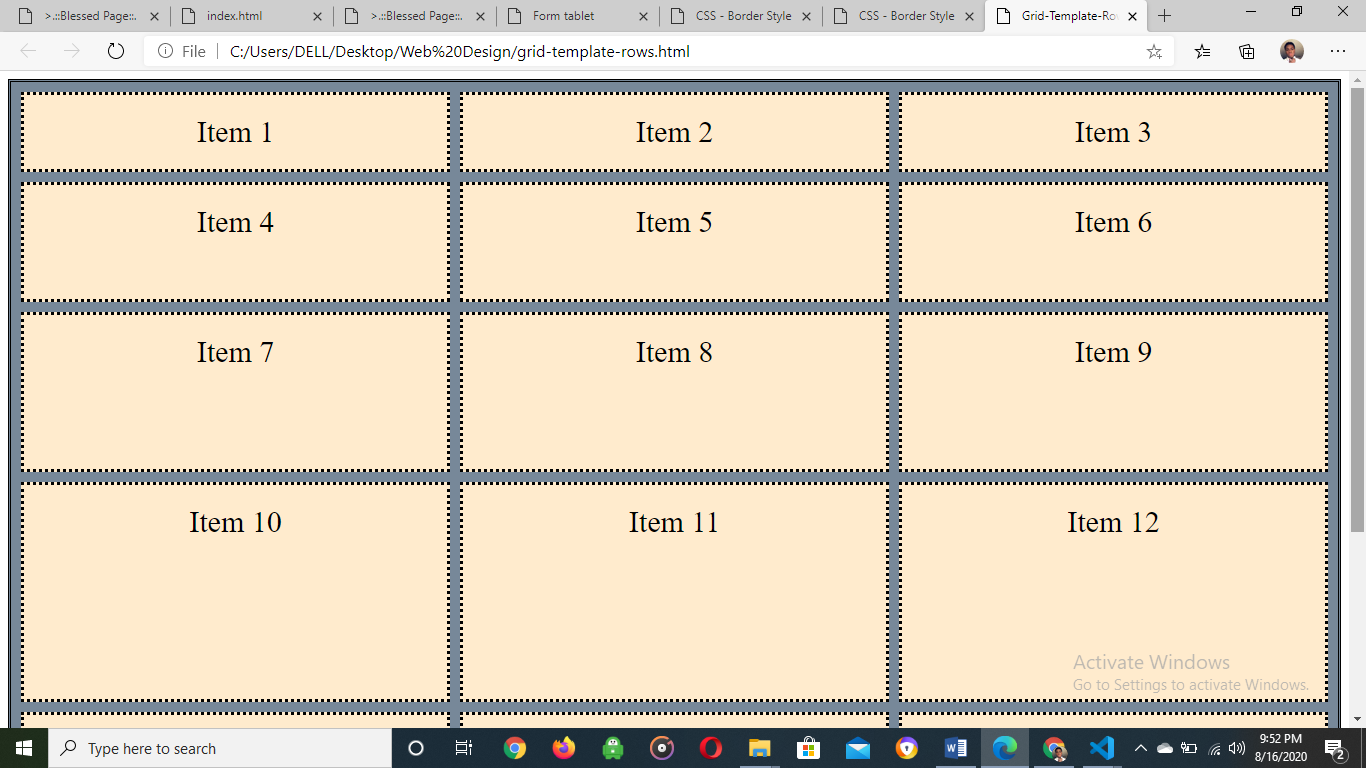 >.::Blessed Page::.
index.html
>.::Blessed Page::.
Form tablet
CSS - Border Style
CSS - Border Style
Grid-Template-Ro
File
C:/Users/DELL/Desktop/Web%20Design/grid-template-rows.html
Item 1
Item 2
Item 3
Item 4
Item 5
Item 6
Item 7
Item 8
Item 9
Item 10
Item 11
Item 12
Activate Windows
Go to Settings to activate Windows.
Type here to search
9:52 PM
8/16/2020
2